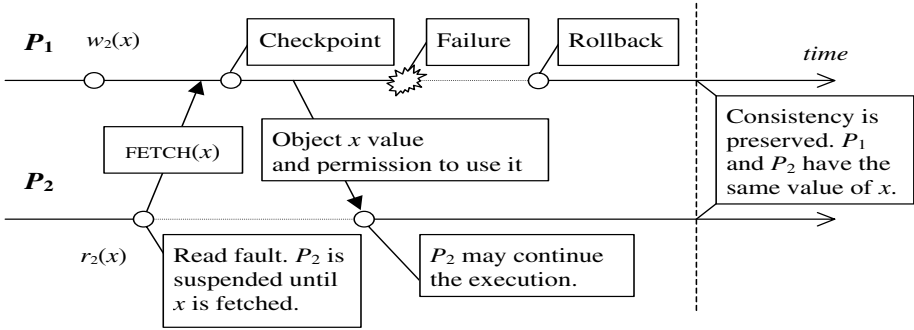 P1
w2(x)
Checkpoint
Failure
Rollback
time
FETCH(x)
Object x value
and permission to use it
Consistency is
preserved. P1
and P2 have the
same value of x.
P2
r2(x)
Read fault. P2 is
suspended until
x is fetched.
P2 may continue
the execution.